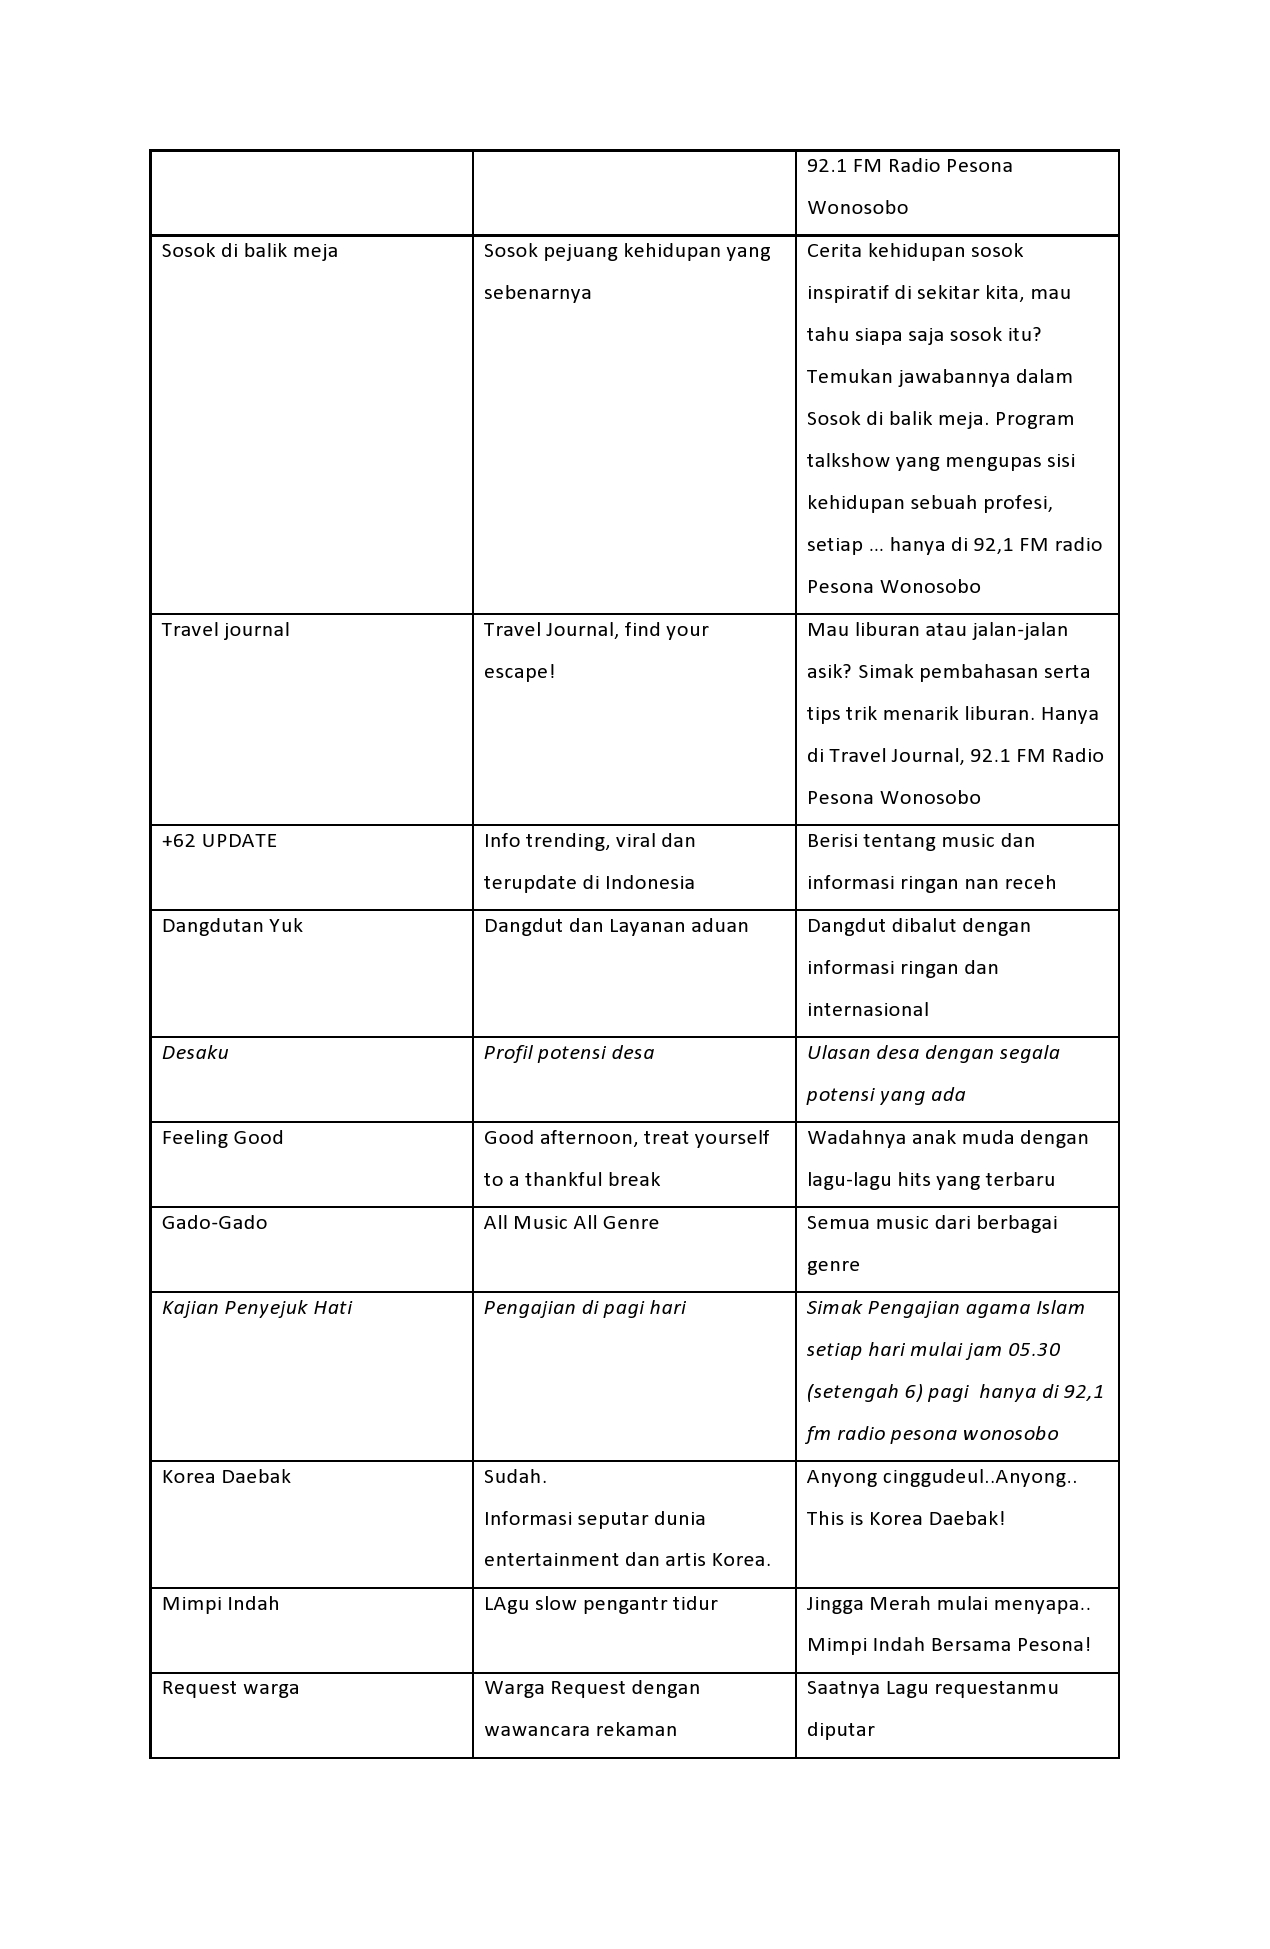 92.1 FM Radio Pesona
Wonosobo
Sosok di balik meja
Sosok pejuang kehidupan yang
sebenarnya
Cerita kehidupan sosok
inspiratif di sekitar kita, mau
tahu siapa saja sosok itu?
Temukan jawabannya dalam
Sosok di balik meja. Program
talkshow yang mengupas sisi
kehidupan sebuah profesi,
setiap ... hanya di 92,1 FM radio
Pesona Wonosobo
Travel journal
Travel Journal, find your
escape!
Mau liburan atau jalan-jalan
asik? Simak pembahasan serta
tips trik menarik liburan. Hanya
di Travel Journal, 92.1 FM Radio
Pesona Wonosobo
+62 UPDATE
Info trending, viral dan
terupdate di Indonesia
Berisi tentang music dan
informasi ringan nan receh
Dangdutan Yuk
Dangdut dan Layanan aduan
Dangdut dibalut dengan
informasi ringan dan
internasional
Desaku
Profil potensi desa
Ulasan desa dengan segala
potensi yang ada
Feeling Good
Good afternoon, treat yourself
to a thankful break
Wadahnya anak muda dengan
lagu-lagu hits yang terbaru
Gado-Gado
All Music All Genre
Semua music dari berbagai
genre
Kajian Penyejuk Hati
Pengajian di pagi hari
Simak Pengajian agama Islam
setiap hari mulai jam 05.30
(setengah 6) pagi  hanya di 92,1
fm radio pesona wonosobo
Korea Daebak
Sudah.
Informasi seputar dunia
entertainment dan artis Korea.
Anyong cinggudeul..Anyong..
This is Korea Daebak!
Mimpi Indah
LAgu slow pengantr tidur
Jingga Merah mulai menyapa..
Mimpi Indah Bersama Pesona!
Request warga
Warga Request dengan
wawancara rekaman
Saatnya Lagu requestanmu
diputar